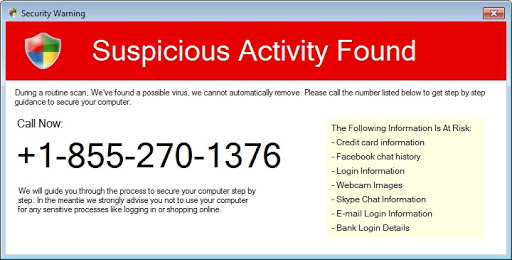 Security Warning
Suspicious Activity Found
During a routine scan, We've found a possible virus, we cannot automatically remove. Please call the number listed below to get step by step
guidance to secure your computer.
Call Now:
+1-855-270-1376
We will guide you through the process to secure your computer step by
step. In the meantie we strongly advise you not to use your computer
for any sensitive processes like logging in or shopping online.
The Following Information Is At Risk:
- Credit card information
- Facebook chat history
- Login Information
- Webcam Images
- Skype Chat Information
- E-mail Login Information
- Bank Login Details